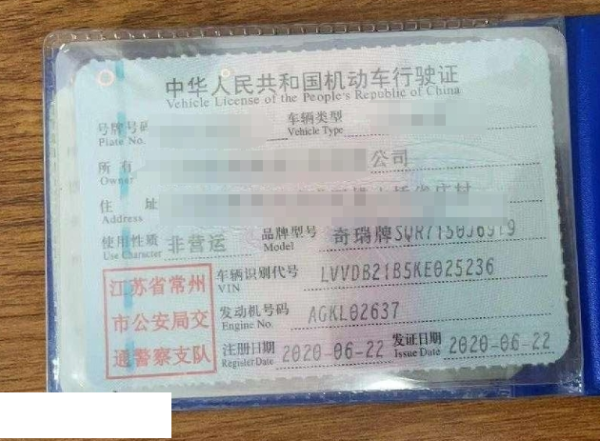 中华人民共和国机动车行驶证
Vehicle License of the People's Republic of China
号牌号码
Plate No.
车辆类型
Vehicle Type
所有
Owner
公司
住 址
Address
使用性质 非营运
Use Character
品牌型号 奇瑞牌
Model
江苏省常州
市公安局交
通警察支队
车辆识别代号 LVVDB21B5KE025236
VIN
发动机号码 AGKL02637
Engine No.
注册日期 2020-06-22
Register Date
发证日期 2020-06-22
Issue Date